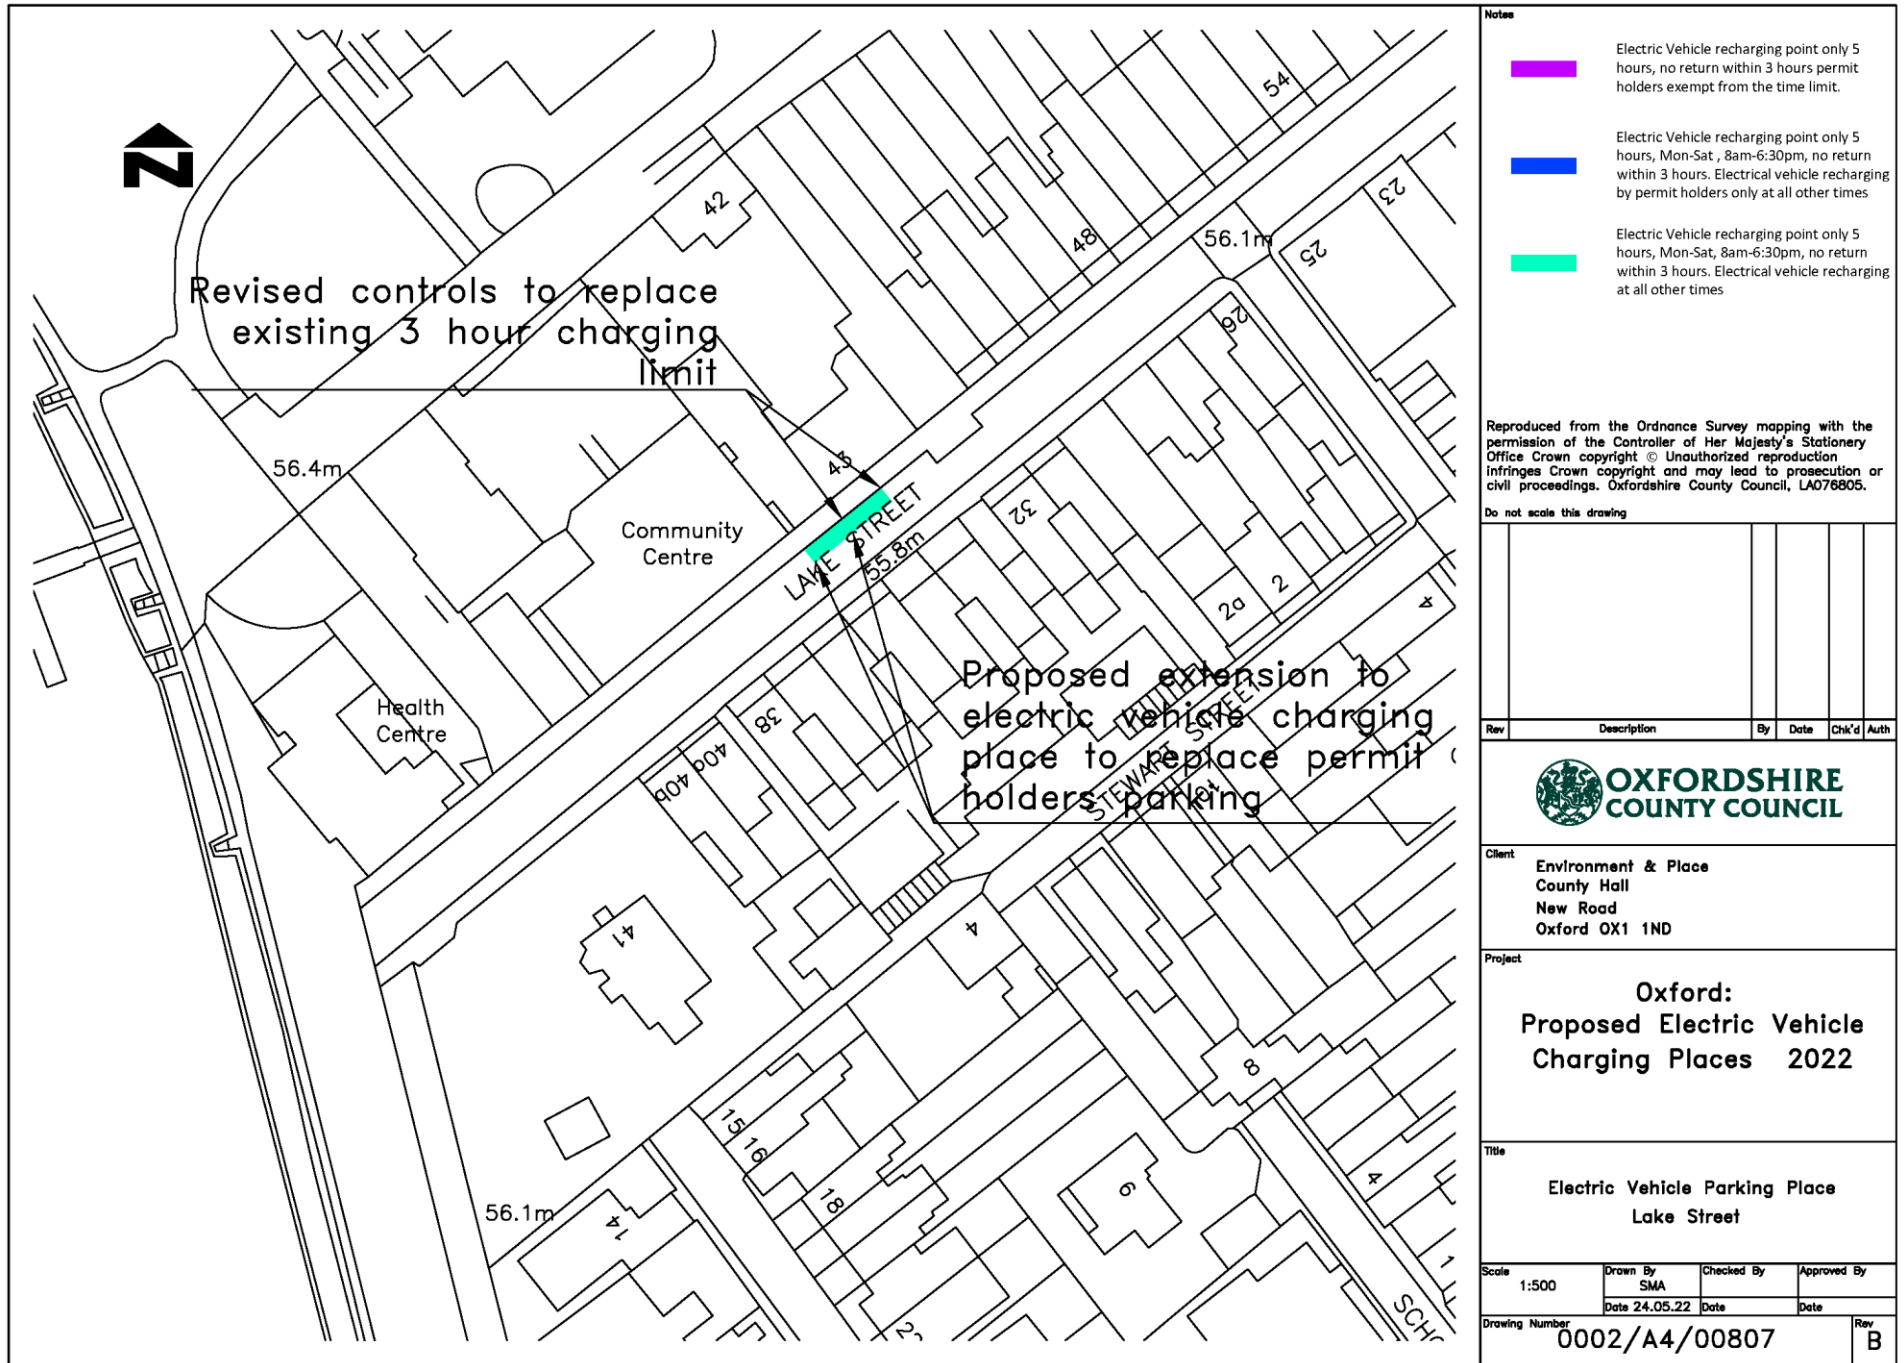 Revised controls to replace
existing 3 hour charging
limit
54
42
48
56.1m
23
25
26
43
56.4m
Community
Centre
LAKE STREET
55.8m
32
2a
2
4
Health
Centre
38
40a
40b
Proposed extension to
electric vehicle charging
place to replace permit
holders parking
STEWART STREET
41
4
8
15
16
18
6
4
56.1m
14
1
Notes
Electric Vehicle recharging point only 5
hours, no return within 3 hours permit
holders exempt from the time limit.
Electric Vehicle recharging point only 5
hours, Mon-Sat , 8am-6:30pm, no return
within 3 hours. Electrical vehicle recharging
by permit holders only at all other times
Electric Vehicle recharging point only 5
hours, Mon-Sat, 8am-6:30pm, no return
within 3 hours. Electrical vehicle recharging
at all other times
Reproduced from the Ordnance Survey mapping with the
permission of the Controller of Her Majesty's Stationery
Office Crown copyright © Unauthorized reproduction
infringes Crown copyright and may lead to prosecution or
civil proceedings. Oxfordshire County Council, LA076805.
Do not scale this drawing
Rev Description By Date Chk'd Auth
OXFORDSHIRE
COUNTY COUNCIL
Client
Environment & Place
County Hall
New Road
Oxford OX1 1ND
Project
Oxford:
Proposed Electric Vehicle
Charging Places 2022
Title
Electric Vehicle Parking Place
Lake Street
Scale 1:500
Drawn By SMA
Checked By
Approved By
Date 24.05.22
Date
Date
Drawing Number
0002/A4/00807
Rev
B
N